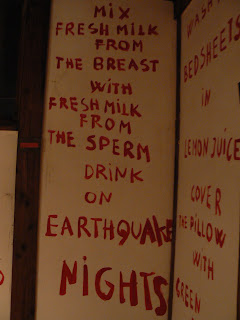 MIX
FRESH MILK
FROM
THE BREAST
WITH
FRESH MILK
FROM
THE SPERM
DRINK
ON
EARTHQUAKE
NIGHTS
WASH
BEDSHEETS
IN
LEMON JUICE
COVER
THE PILLOW
WITH
GREEN